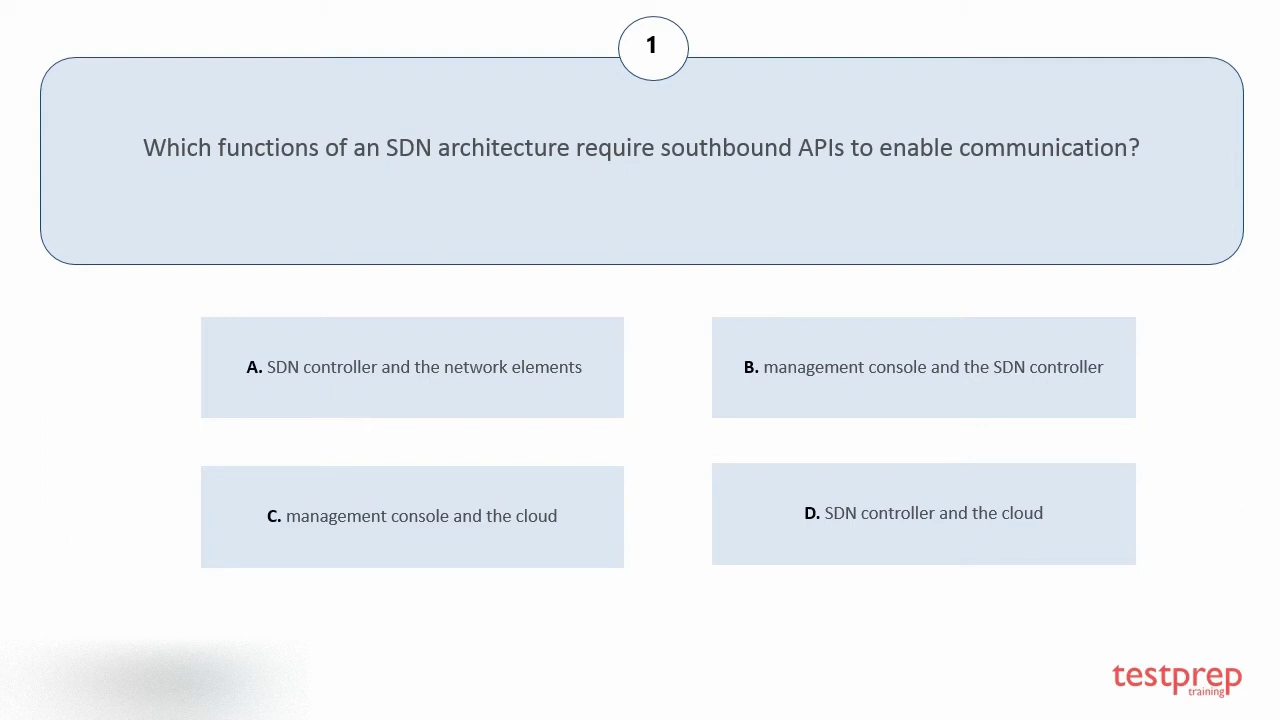 1
Which functions of an SDN architecture require southbound APIs to enable communication?
A. SDN controller and the network elements
B. management console and the SDN controller
C. management console and the cloud
D. SDN controller and the cloud
testprep
training